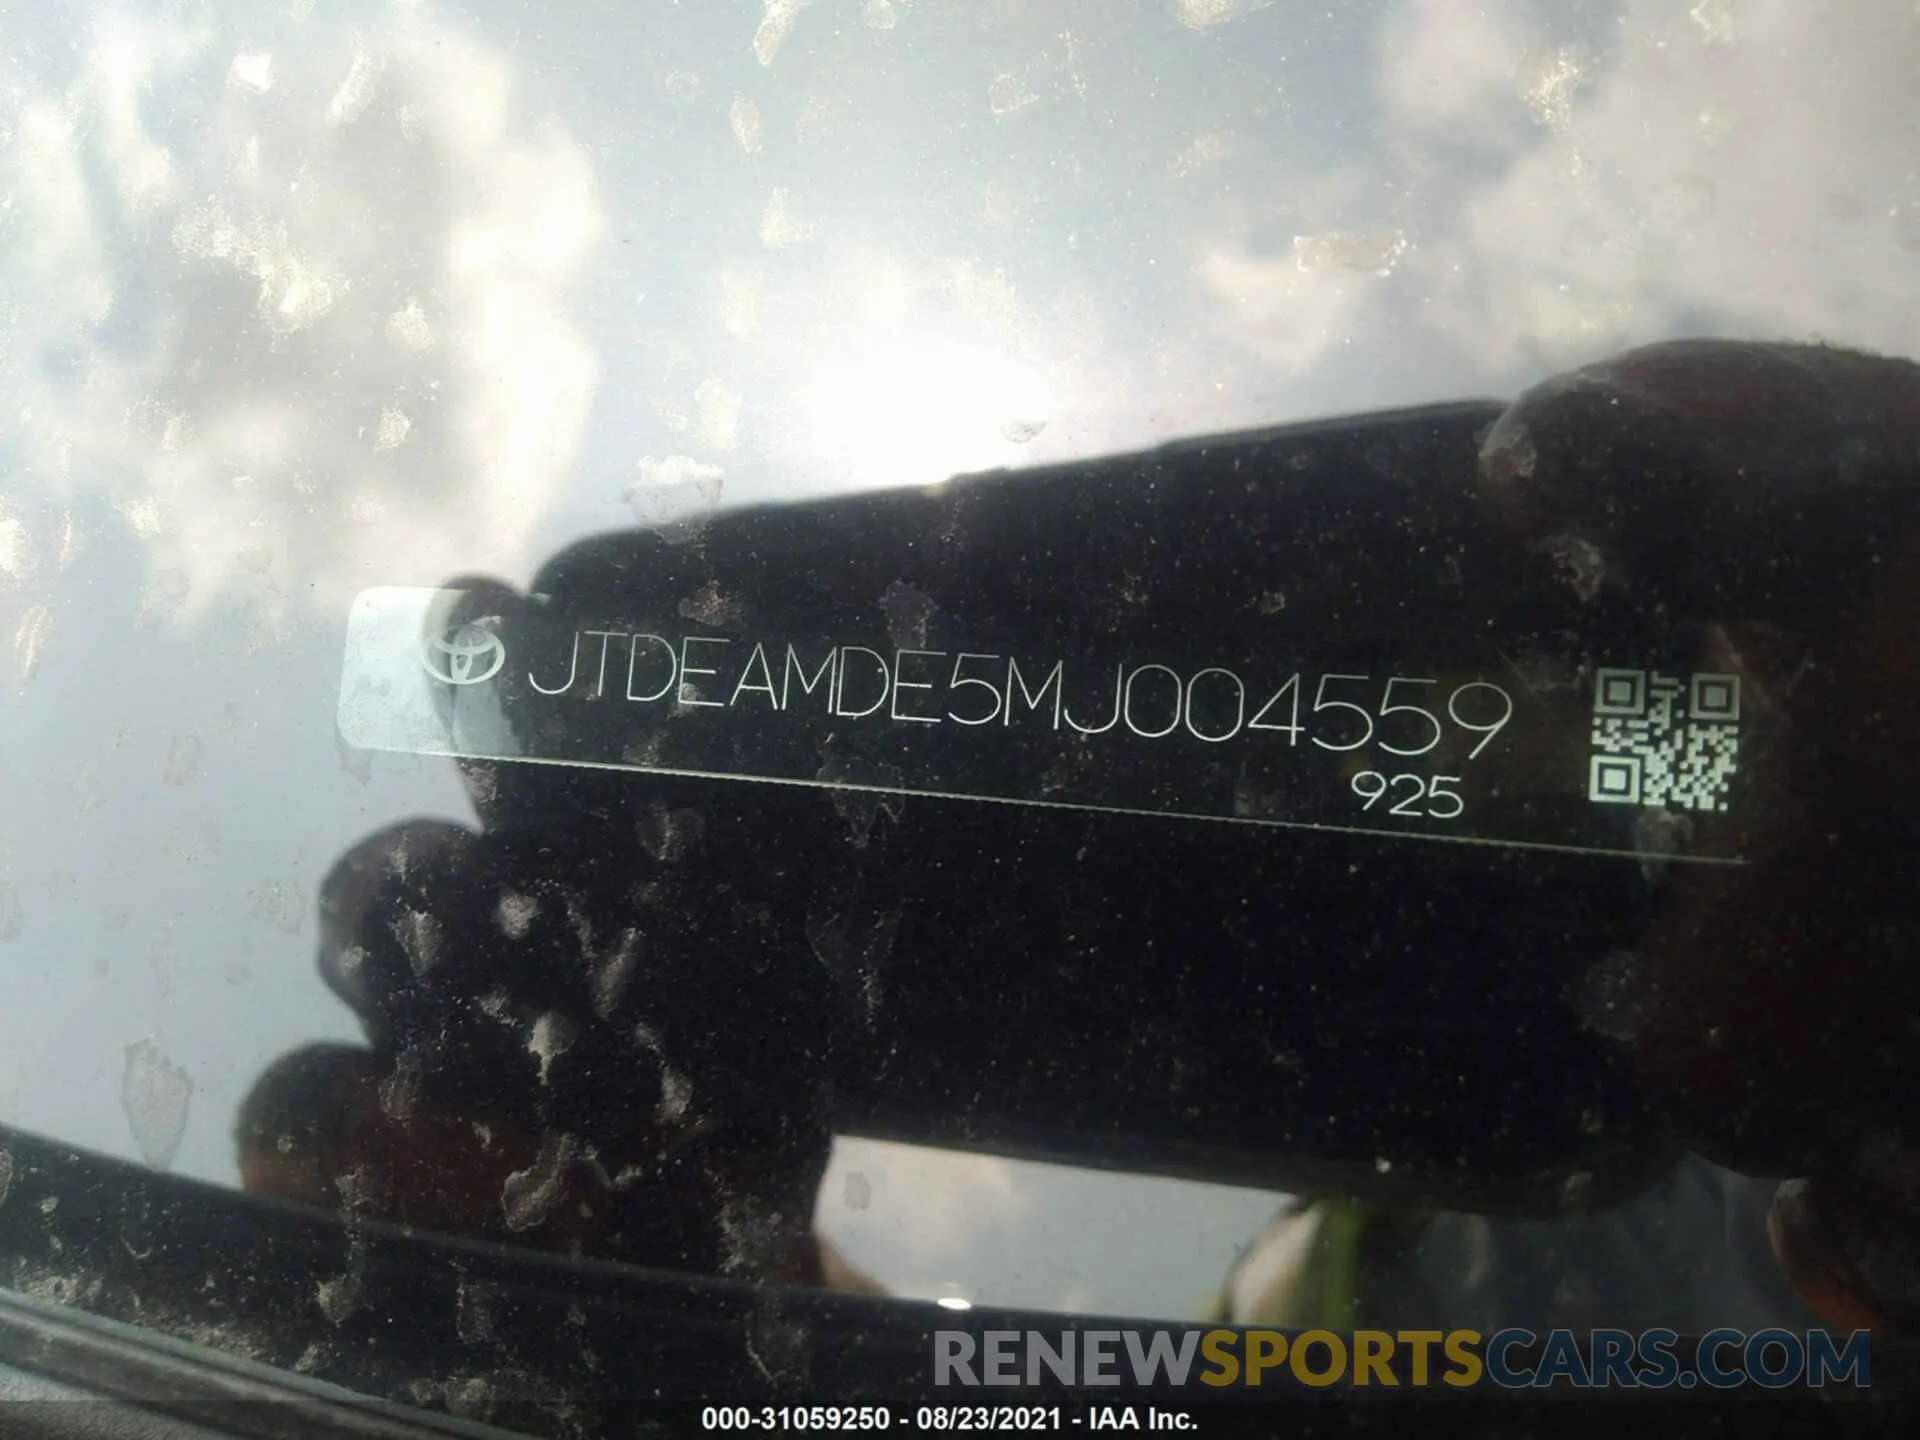 JTDEAMDE5MJ004559
925
RENEWSPORTSCARS.COM
000-31059250 - 08/23/2021 - IAA Inc.